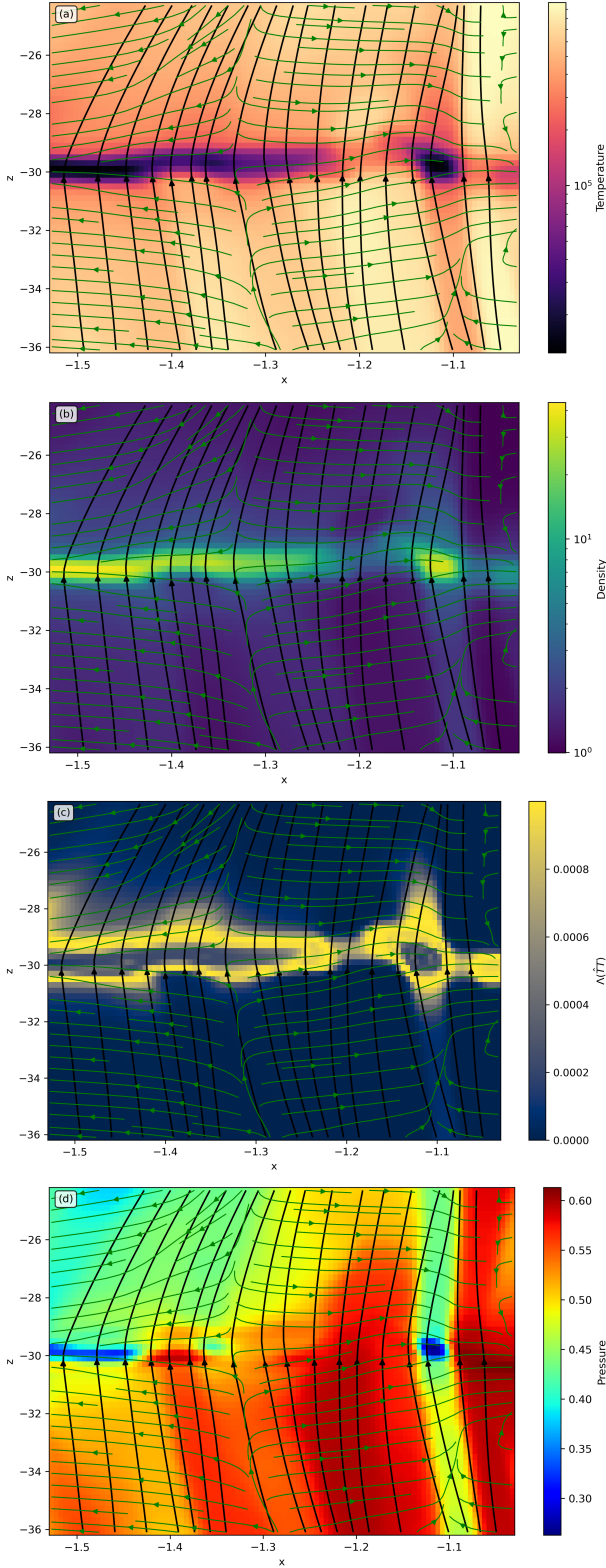 (a)
−24
−26
−28
−30
−32
−34
−36
z
−1.5 −1.4 −1.3 −1.2 −1.1
x
10⁵
Temperature
(b)
−26
−28
−30
−32
−34
−36
z
−1.5 −1.4 −1.3 −1.2 −1.1
x
10¹
10⁰
Density
(c)
−26
−28
−30
−32
−34
−36
z
−1.5 −1.4 −1.3 −1.2 −1.1
x
0.0008
0.0006
0.0004
0.0002
0.0000
(d)
−26
−28
−30
−32
−34
−36
z
−1.5 −1.4 −1.3 −1.2 −1.1
x
0.60
0.55
0.50
0.45
0.40
0.35
0.30
Pressure